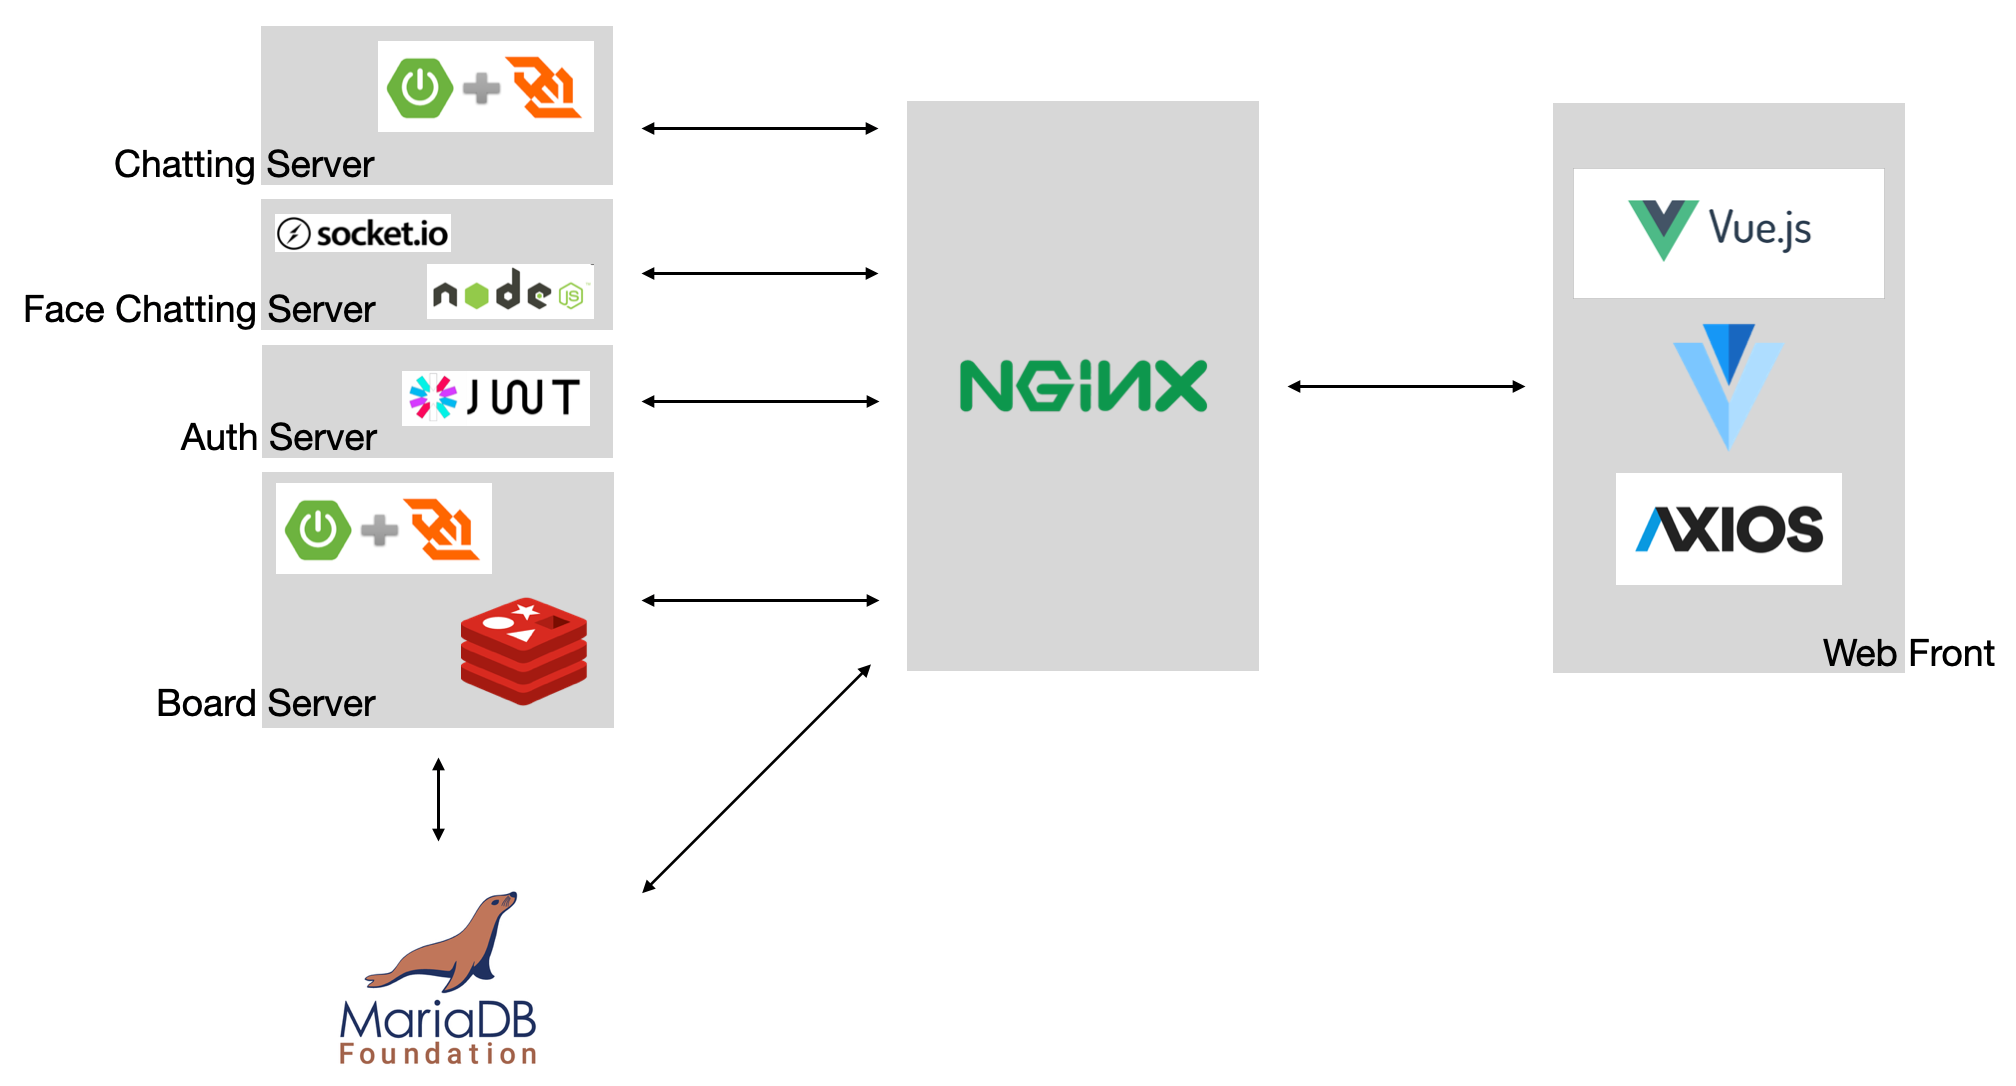 Chatting Server
socket.io
node
JS
Face Chatting Server
JWT
Auth Server
Board Server
MariaDB
Foundation
NGINX
Vue.js
AXIOS
Web Front